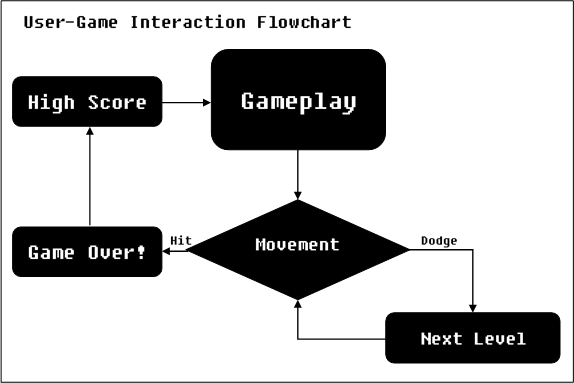 User-Game Interaction Flowchart
High Score
Gameplay
Hit
Movement
Dodge
Game Over!
Next Level